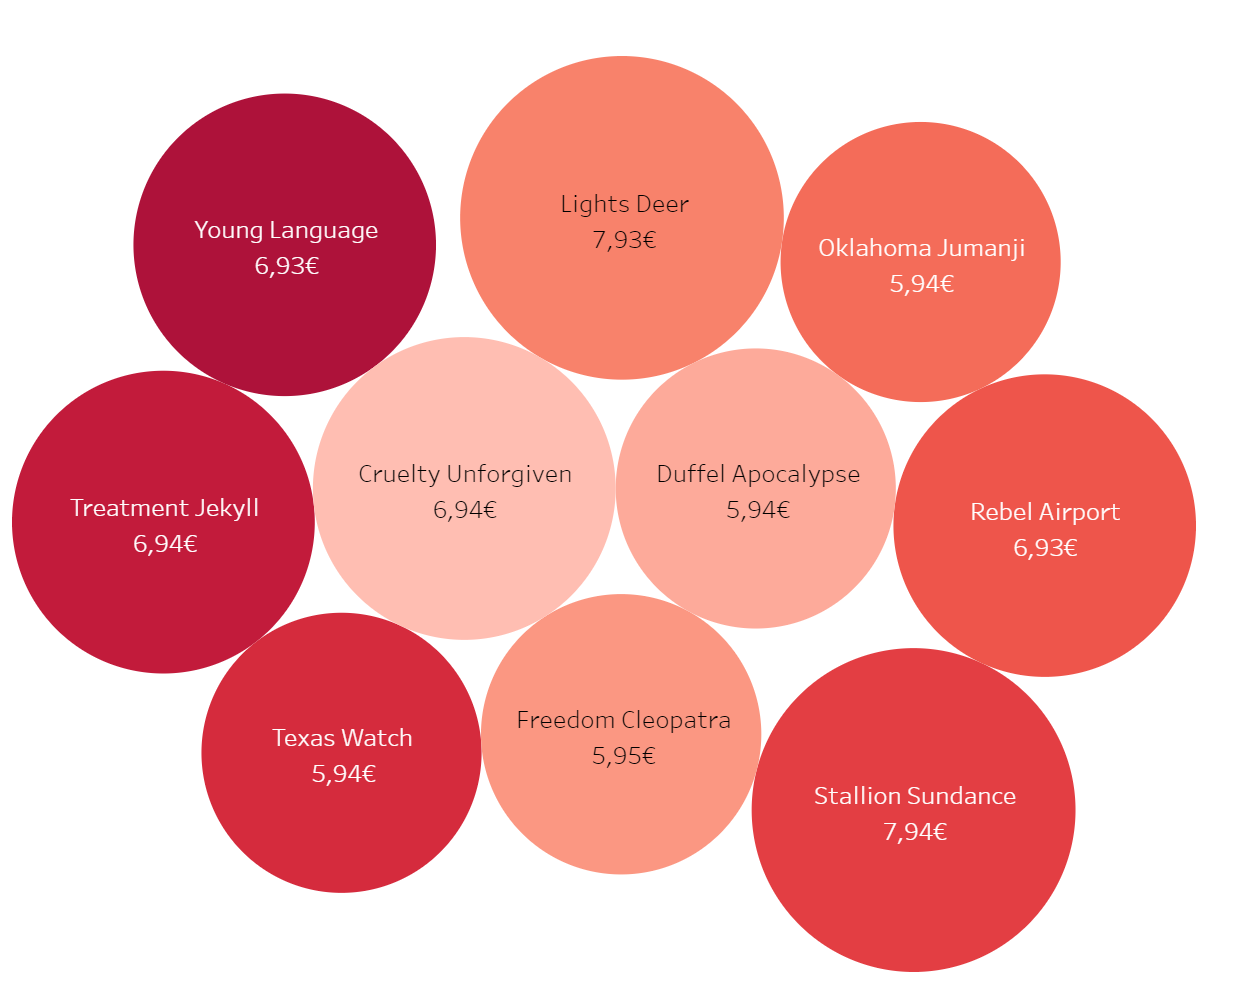 Lights Deer
7,93€
Young Language
6,93€
Oklahoma Jumanji
5,94€
Cruelty Unforgiven
6,94€
Duffel Apocalypse
5,94€
Treatment Jekyll
6,94€
Rebel Airport
6,93€
Freedom Cleopatra
5,95€
Texas Watch
5,94€
Stallion Sundance
7,94€